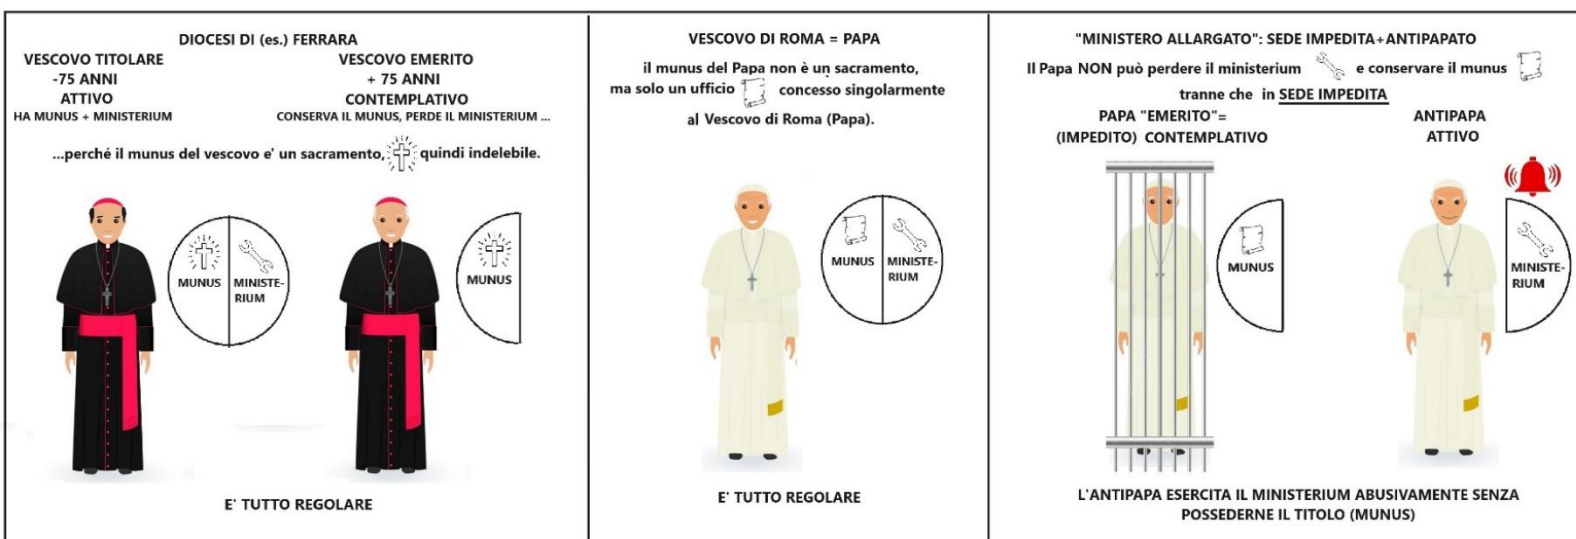 DIOCESI DI (es.) FERRARA
VESCOVO TITOLARE
-75 ANNI
ATTIVO
HA MUNUS + MINISTERIUM
VESCOVO EMERITO
+ 75 ANNI
CONTEMPLATIVO
CONSERVA IL MUNUS, PERDE IL MINISTERIUM ...
...perché il munus del vescovo e' un sacramento, quindi indelebile.
MUNUS
MINISTE-
RIUM
MUNUS
E' TUTTO REGOLARE
VESCOVO DI ROMA = PAPA
il munus del Papa non è un sacramento,
ma solo un ufficio concesso singolarmente
al Vescovo di Roma (Papa).
MUNUS
MINISTE-
RIUM
E' TUTTO REGOLARE
"MINISTERO ALLARGATO": SEDE IMPEDITA+ANTIPAPATO
Il Papa NON può perdere il ministerium e conservare il munus
tranne che in SEDE IMPEDITA
PAPA "EMERITO"=
(IMPEDITO) CONTEMPLATIVO
ANTIPAPA
ATTIVO
MUNUS
MINISTE-
RIUM
L'ANTIPAPA ESERCITA IL MINISTERIUM ABUSIVAMENTE SENZA
POSSEDERNE IL TITOLO (MUNUS)